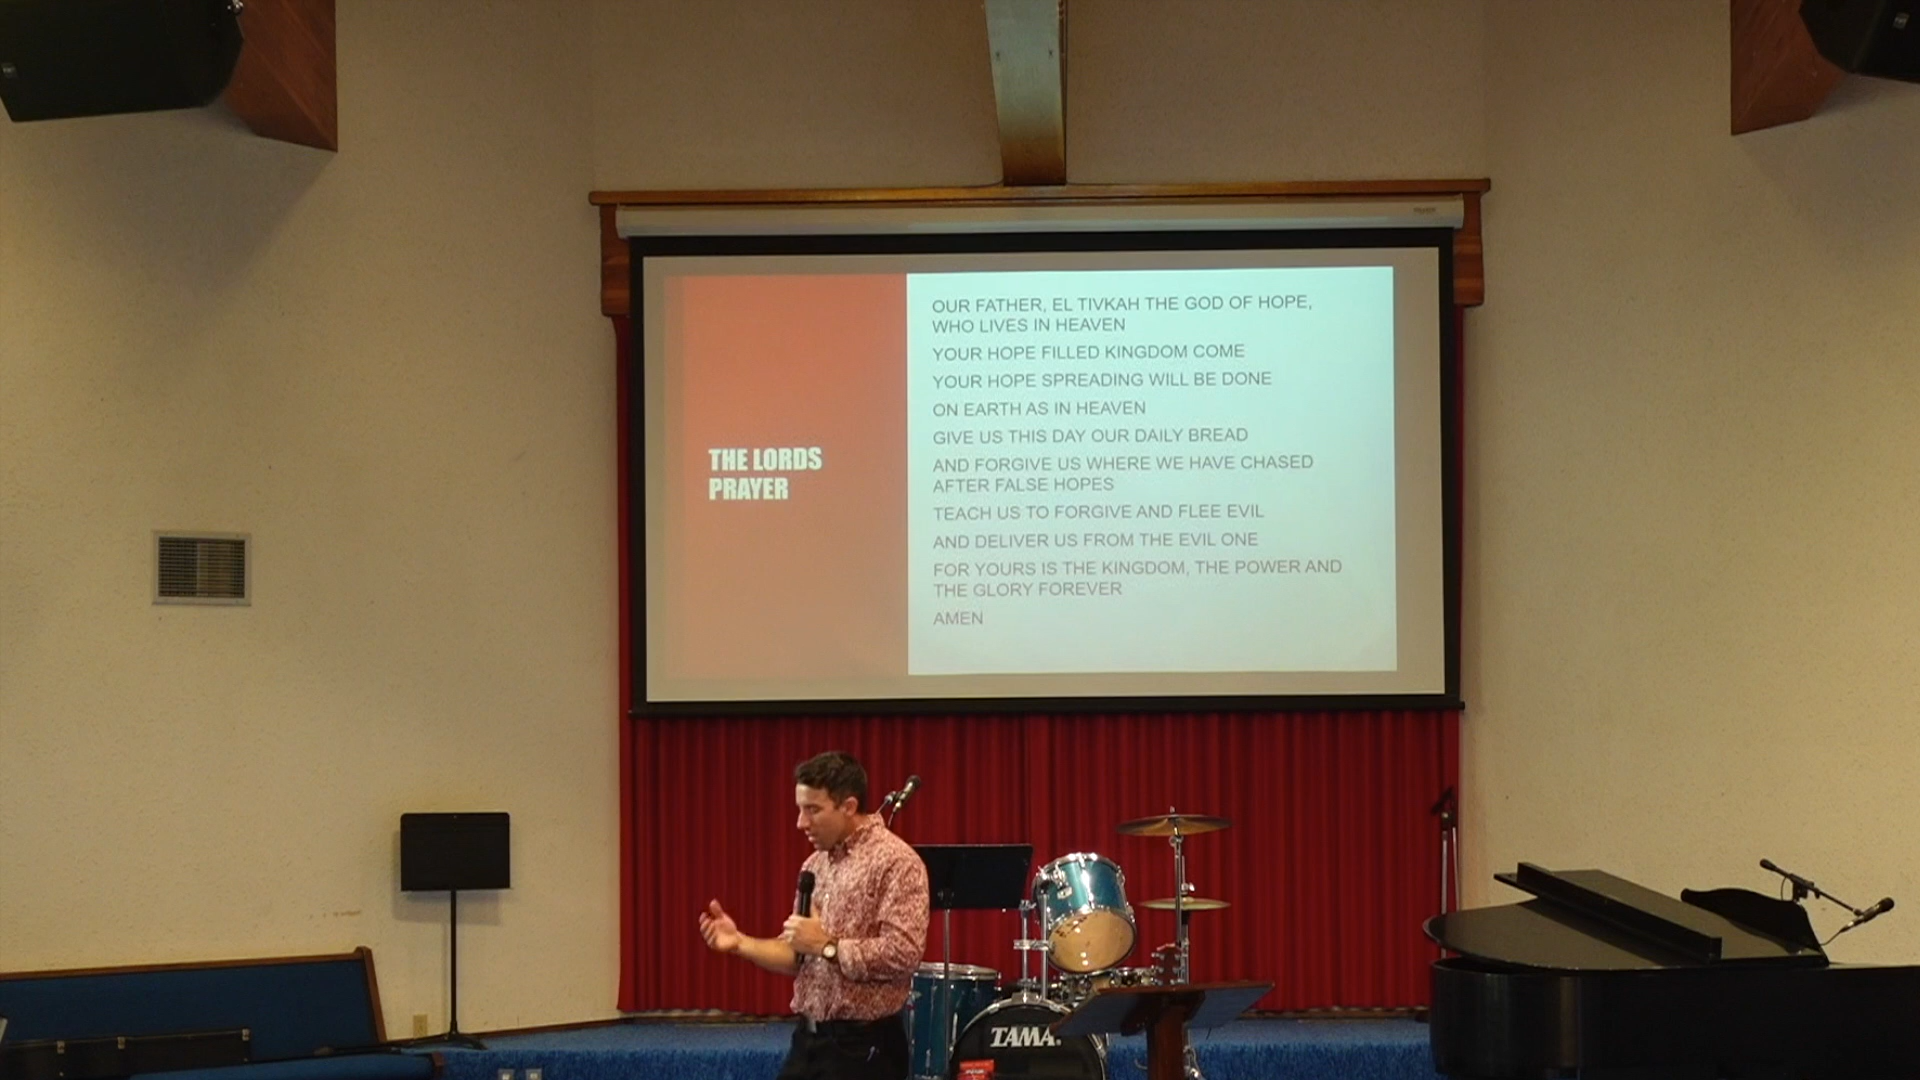 THE LORDS
PRAYER
OUR FATHER, EL TIVKAH THE GOD OF HOPE,
WHO LIVES IN HEAVEN
YOUR HOPE FILLED KINGDOM COME
YOUR HOPE SPREADING WILL BE DONE
ON EARTH AS IN HEAVEN
GIVE US THIS DAY OUR DAILY BREAD
AND FORGIVE US WHERE WE HAVE CHASED
AFTER FALSE HOPES
TEACH US TO FORGIVE AND FLEE EVIL
AND DELIVER US FROM THE EVIL ONE
FOR YOURS IS THE KINGDOM, THE POWER AND
THE GLORY FOREVER
AMEN
TAMA